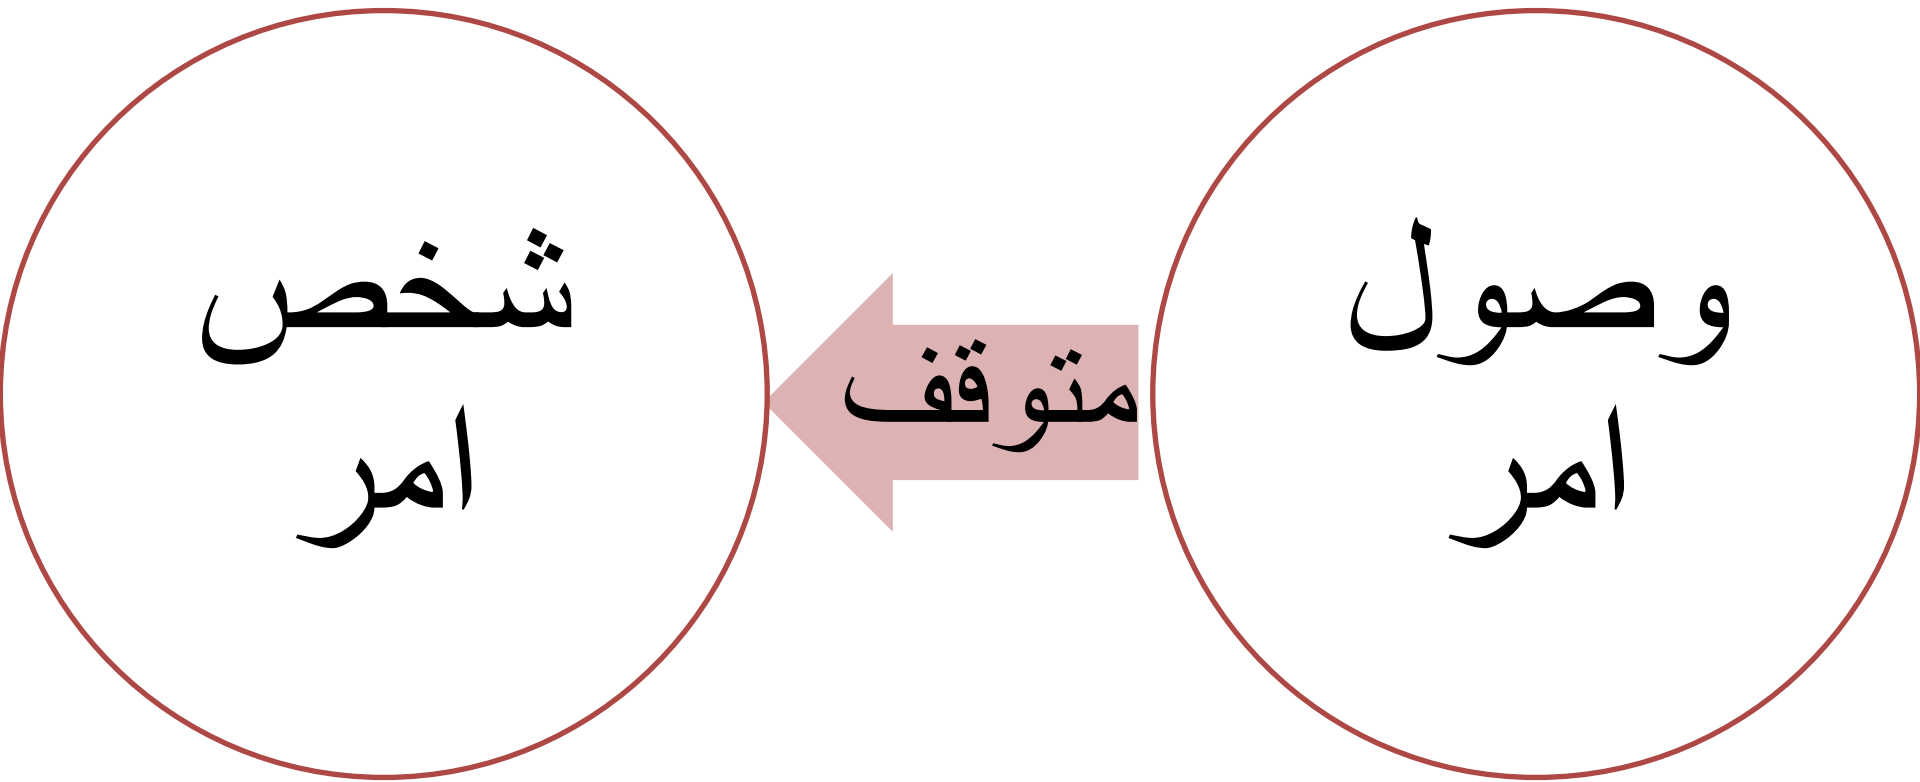 وصول
امر
متوقف
شخص
امر